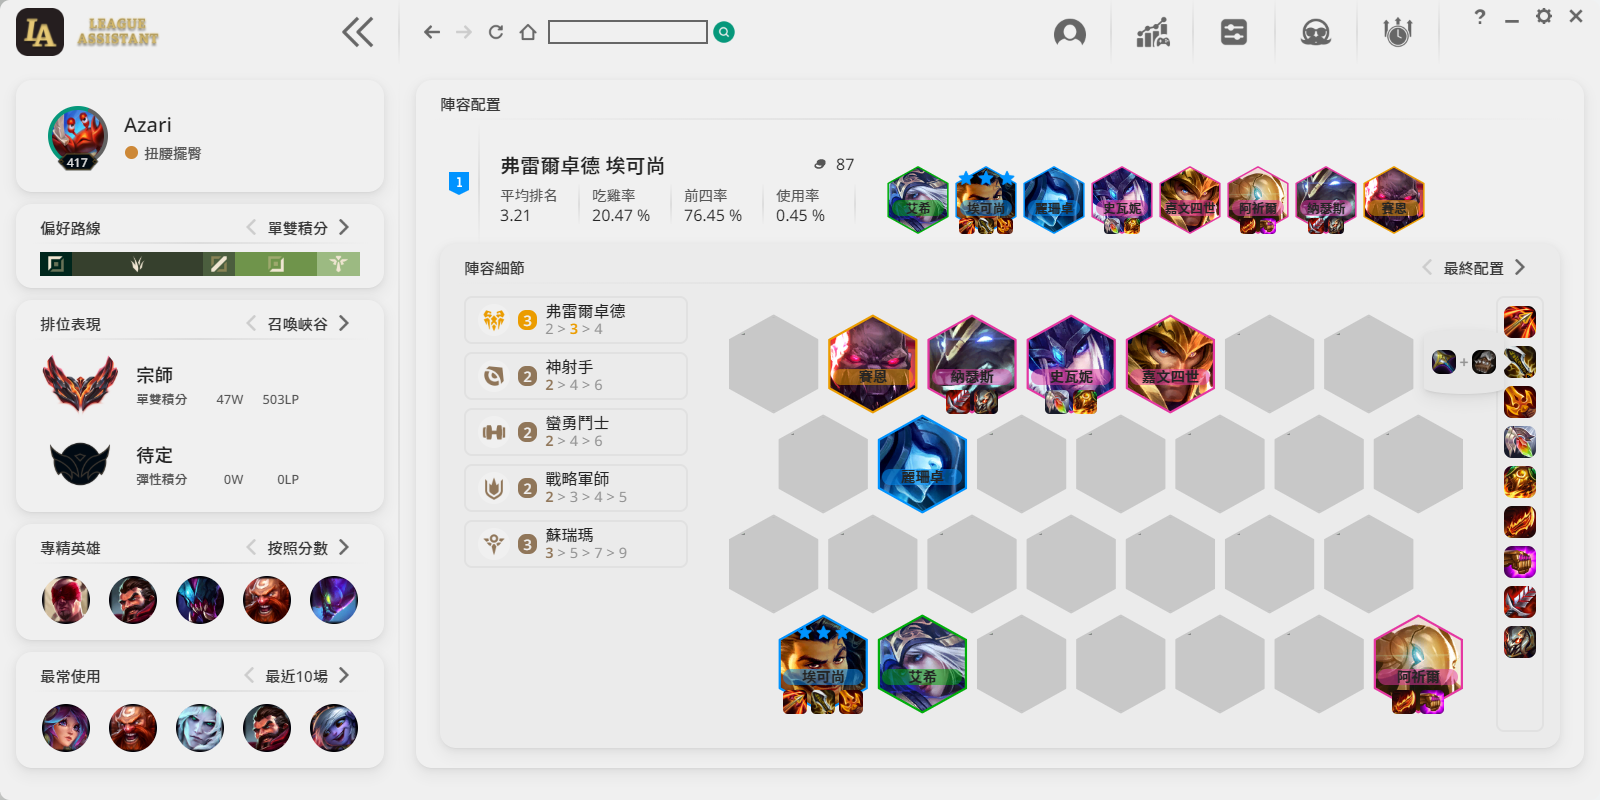 LEAGUE
ASSISTANT
?
Azari
417
扭腰擺臀
偏好路線
單雙積分
排位表現
召喚峽谷
宗師
單雙積分 47W 503LP
待定
彈性積分 0W 0LP
專精英雄
按照分數
最常使用
最近10場
陣容配置
1
弗雷爾卓德 埃可尚
87
平均排名 吃雞率 前四率 使用率
3.21 20.47 % 76.45 % 0.45 %
艾希 埃可尚 麗珊卓 史瓦妮 嘉文四世 阿祈爾 納瑟斯 賽恩
陣容細節
最終配置
3 弗雷爾卓德
2 > 3 > 4
2 神射手
2 > 4 > 6
2 蠻勇鬥士
2 > 4 > 6
2 戰略軍師
2 > 3 > 4 > 5
3 蘇瑞瑪
3 > 5 > 7 > 9
賽恩 納瑟斯 史瓦妮 嘉文四世
+
麗珊卓
埃可尚 艾希 阿祈爾